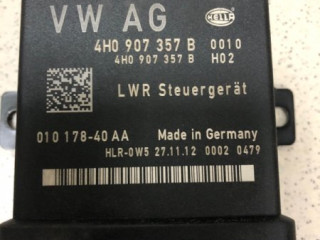 VW AG HELLA
4H0 907 357 B 0010
4H0 907 357 B H02
LWR Steuergerät
010 178-40 AA Made in Germany
HLR-0W5 27.11.12 0002 0479